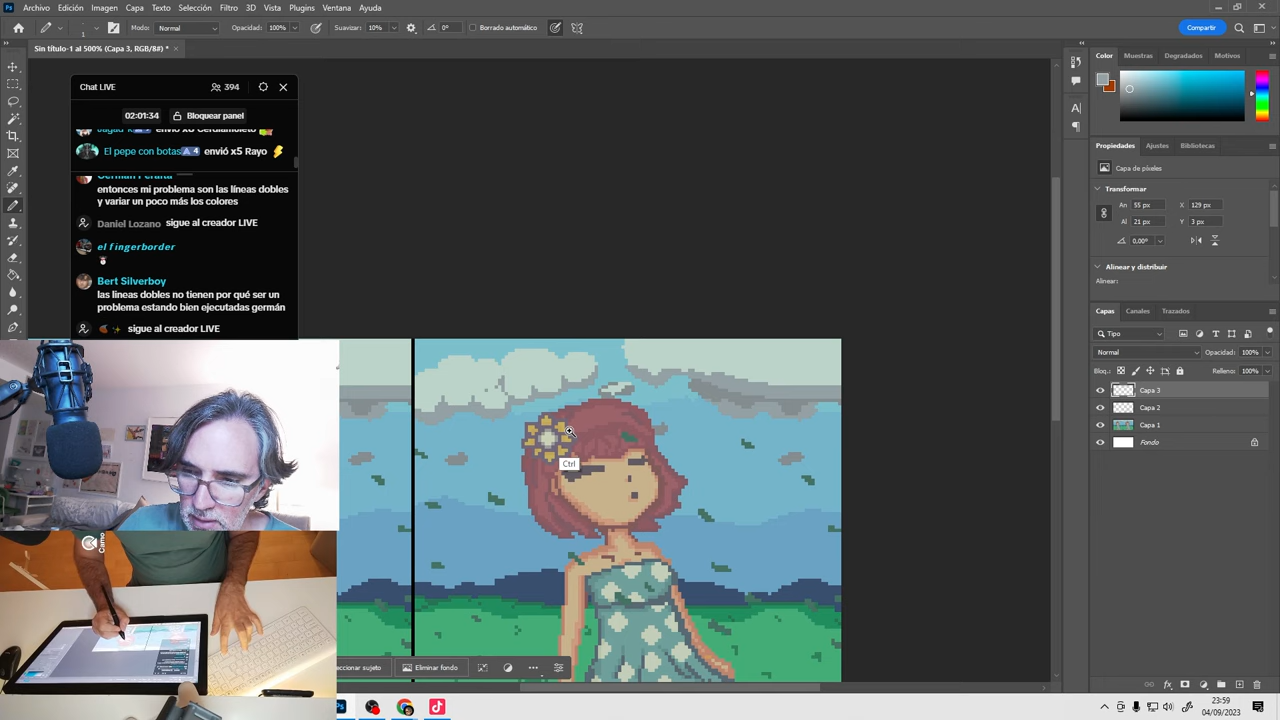 Archivo Edición Imagen Capa Texto Selección Filtro 3D Vista Plugins Ventana Ayuda
Modo: Normal Opacidad: 100% Suavizar: 10% 0° Borrado automático Compartir
Sin título-1 al 500% (Capa 3, RGB/8#) * ×
Chat LIVE 394
02:01:34 Bloquear panel
El pepe con botas 4 envió x5 Rayo
German Peralta
entonces mi problema son las líneas dobles
y variar un poco más los colores
Daniel Lozano sigue al creador LIVE
el fingerborder
Bert Silverboy
las lineas dobles no tienen por qué ser un
problema estando bien ejecutadas germán
sigue al creador LIVE
Ctrl
Camo
Eliminar fondo
Color Muestras Degradados Motivos
Propiedades Ajustes Bibliotecas
Capa de píxeles
Transformar
An 55 px X 129 px
Al 21 px Y 3 px
0,00°
Alinear y distribuir
Alinear:
Capas Canales Trazados
Tipo
Normal Opacidad: 100%
Bloq.: Relleno: 100%
Capa 3
Capa 2
Capa 1
Fondo
23:59
04/09/2023